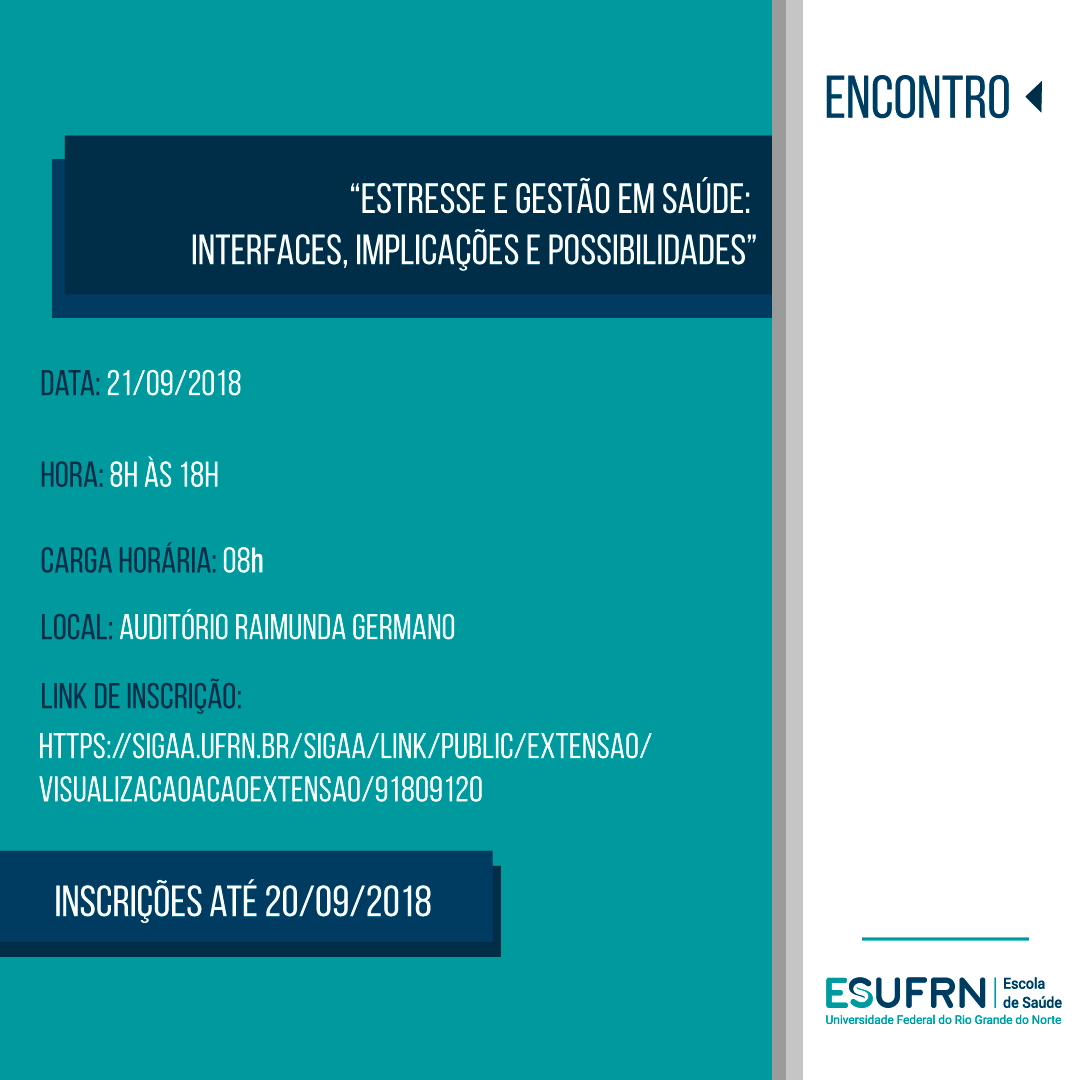 ENCONTRO
“ESTRESSE E GESTÃO EM SAÚDE:
INTERFACES, IMPLICAÇÕES E POSSIBILIDADES”
DATA: 21/09/2018
HORA: 8H ÀS 18H
CARGA HORÁRIA: 08h
LOCAL: AUDITÓRIO RAIMUNDA GERMANO
LINK DE INSCRIÇÃO:
HTTPS://SIGAA.UFRN.BR/SIGAA/LINK/PUBLIC/EXTENSAO/
VISUALIZACAOACAOEXTENSAO/91809120
INSCRIÇÕES ATÉ 20/09/2018
ESUFRN
Escola
de Saúde
Universidade Federal do Rio Grande do Norte